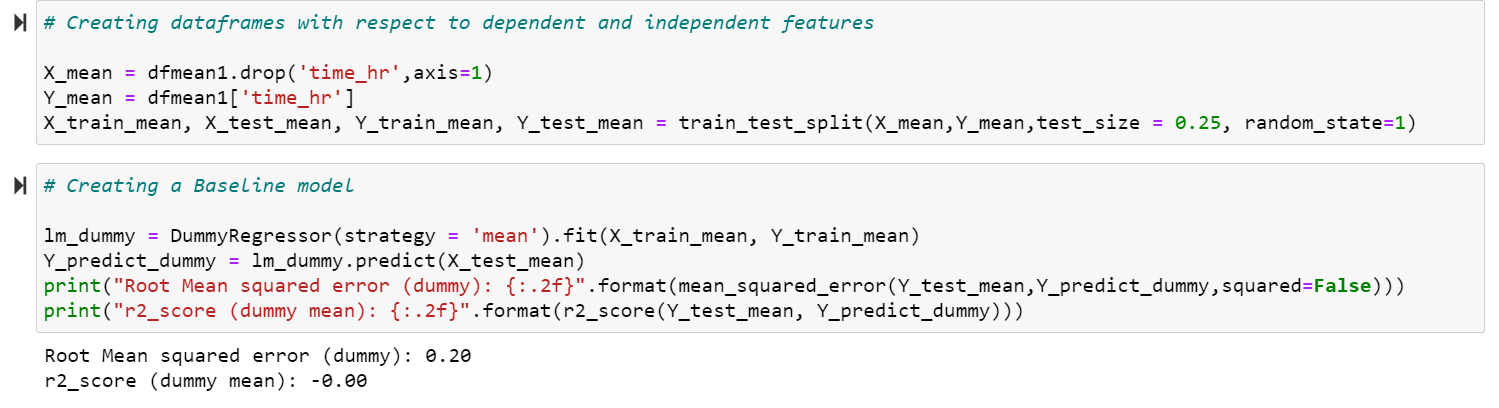 # Creating dataframes with respect to dependent and independent features
X_mean = dfmean1.drop('time_hr',axis=1)
Y_mean = dfmean1['time_hr']
X_train_mean, X_test_mean, Y_train_mean, Y_test_mean = train_test_split(X_mean,Y_mean,test_size = 0.25, random_state=1)
# Creating a Baseline model
lm_dummy = DummyRegressor(strategy = 'mean').fit(X_train_mean, Y_train_mean)
Y_predict_dummy = lm_dummy.predict(X_test_mean)
print("Root Mean squared error (dummy): {:.2f}".format(mean_squared_error(Y_test_mean,Y_predict_dummy,squared=False)))
print("r2_score (dummy mean): {:.2f}".format(r2_score(Y_test_mean, Y_predict_dummy)))
Root Mean squared error (dummy): 0.20
r2_score (dummy mean): -0.00